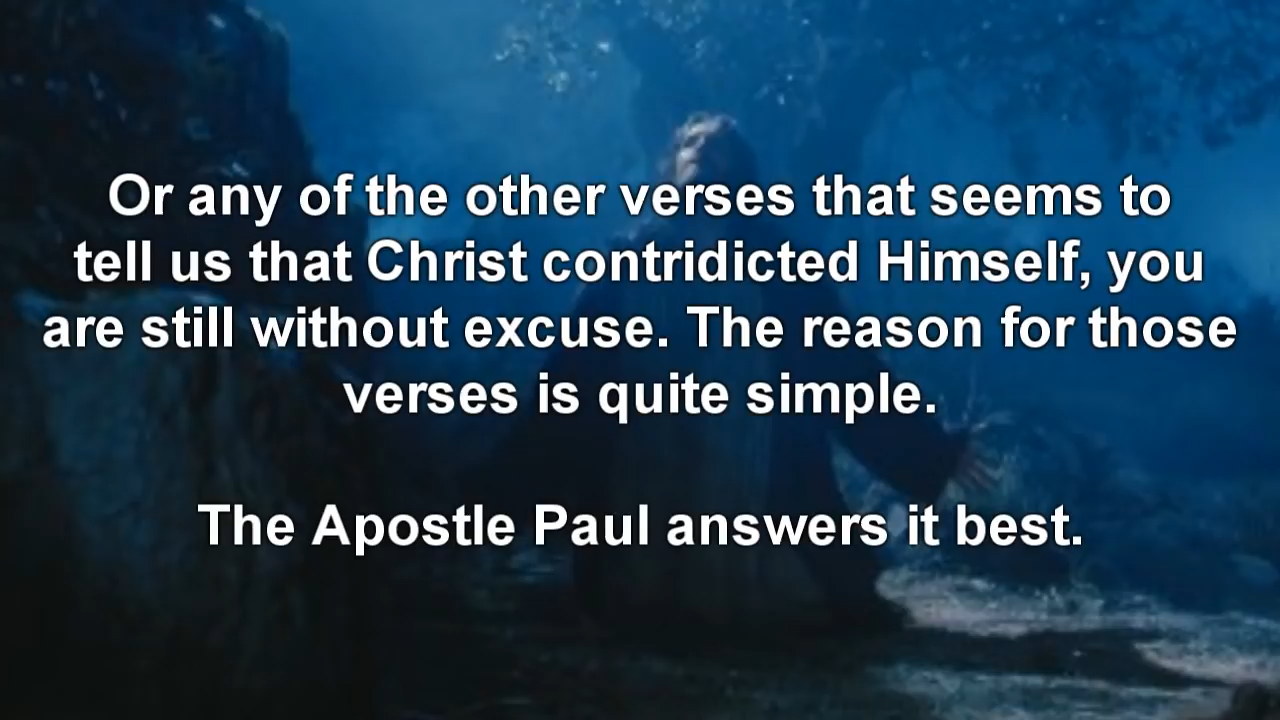 Or any of the other verses that seems to
tell us that Christ contridicted Himself, you
are still without excuse. The reason for those
verses is quite simple.
The Apostle Paul answers it best.